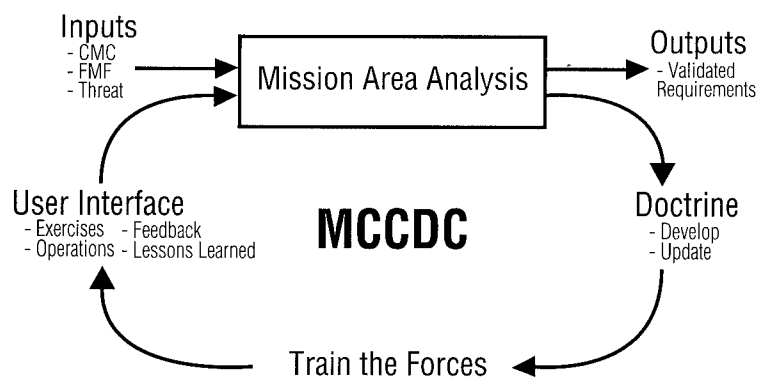 Inputs
- CMC
- FMF
- Threat
Mission Area Analysis
Outputs
- Validated
Requirements
User Interface
- Exercises - Feedback
- Operations - Lessons Learned
MCCDC
Doctrine
- Develop
- Update
Train the Forces